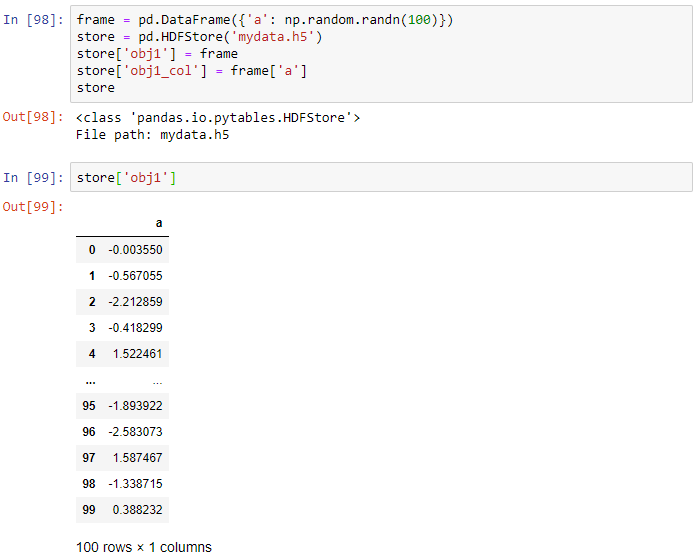 In [98]: frame = pd.DataFrame({'a': np.random.randn(100)})
store = pd.HDFStore('mydata.h5')
store['obj1'] = frame
store['obj1_col'] = frame['a']
store
Out[98]: <class 'pandas.io.pytables.HDFStore'>
File path: mydata.h5
In [99]: store['obj1']
Out[99]:
a
0 -0.003550
1 -0.567055
2 -2.212859
3 -0.418299
4 1.522461
... ...
95 -1.893922
96 -2.583073
97 1.587467
98 -1.338715
99 0.388232
100 rows × 1 columns